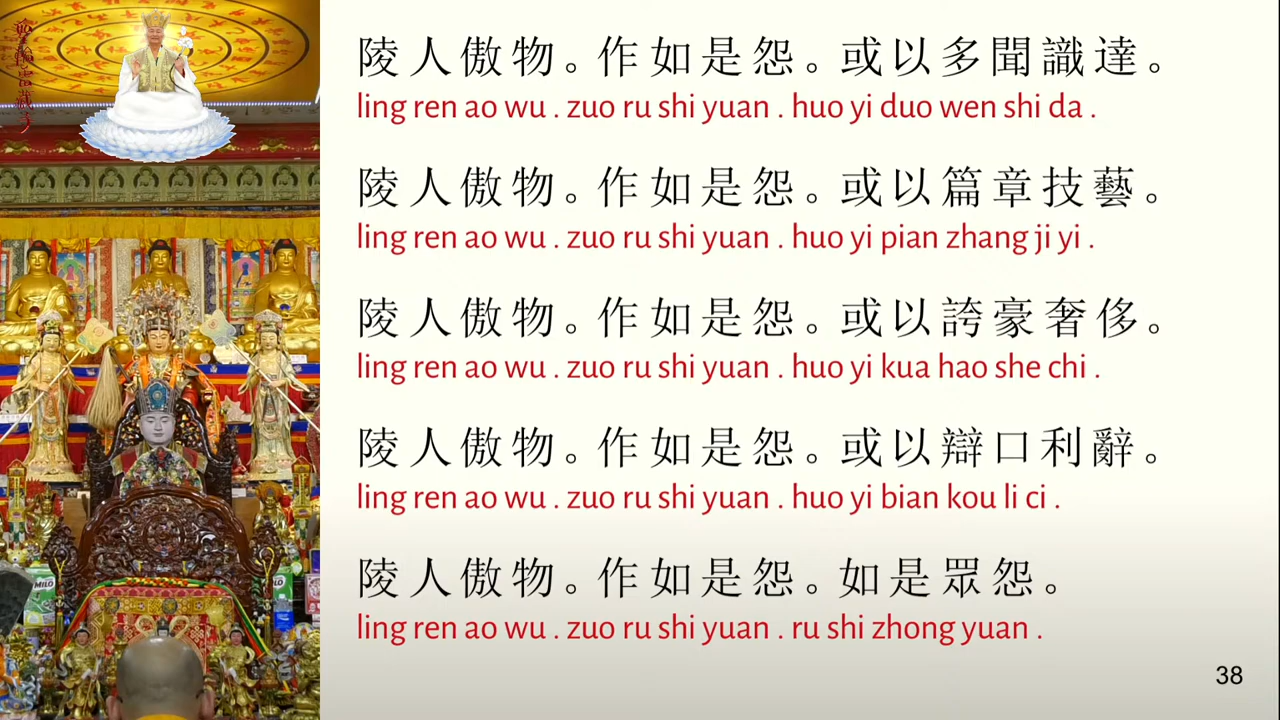 陵人傲物。作如是怨。或以多聞識達。
ling ren ao wu . zuo ru shi yuan . huo yi duo wen shi da .
陵人傲物。作如是怨。或以篇章技藝。
ling ren ao wu . zuo ru shi yuan . huo yi pian zhang ji yi .
陵人傲物。作如是怨。或以誇豪奢侈。
ling ren ao wu . zuo ru shi yuan . huo yi kua hao she chi .
陵人傲物。作如是怨。或以辯口利辭。
ling ren ao wu . zuo ru shi yuan . huo yi bian kou li ci .
陵人傲物。作如是怨。如是眾怨。
ling ren ao wu . zuo ru shi yuan . ru shi zhong yuan .
38
MILO